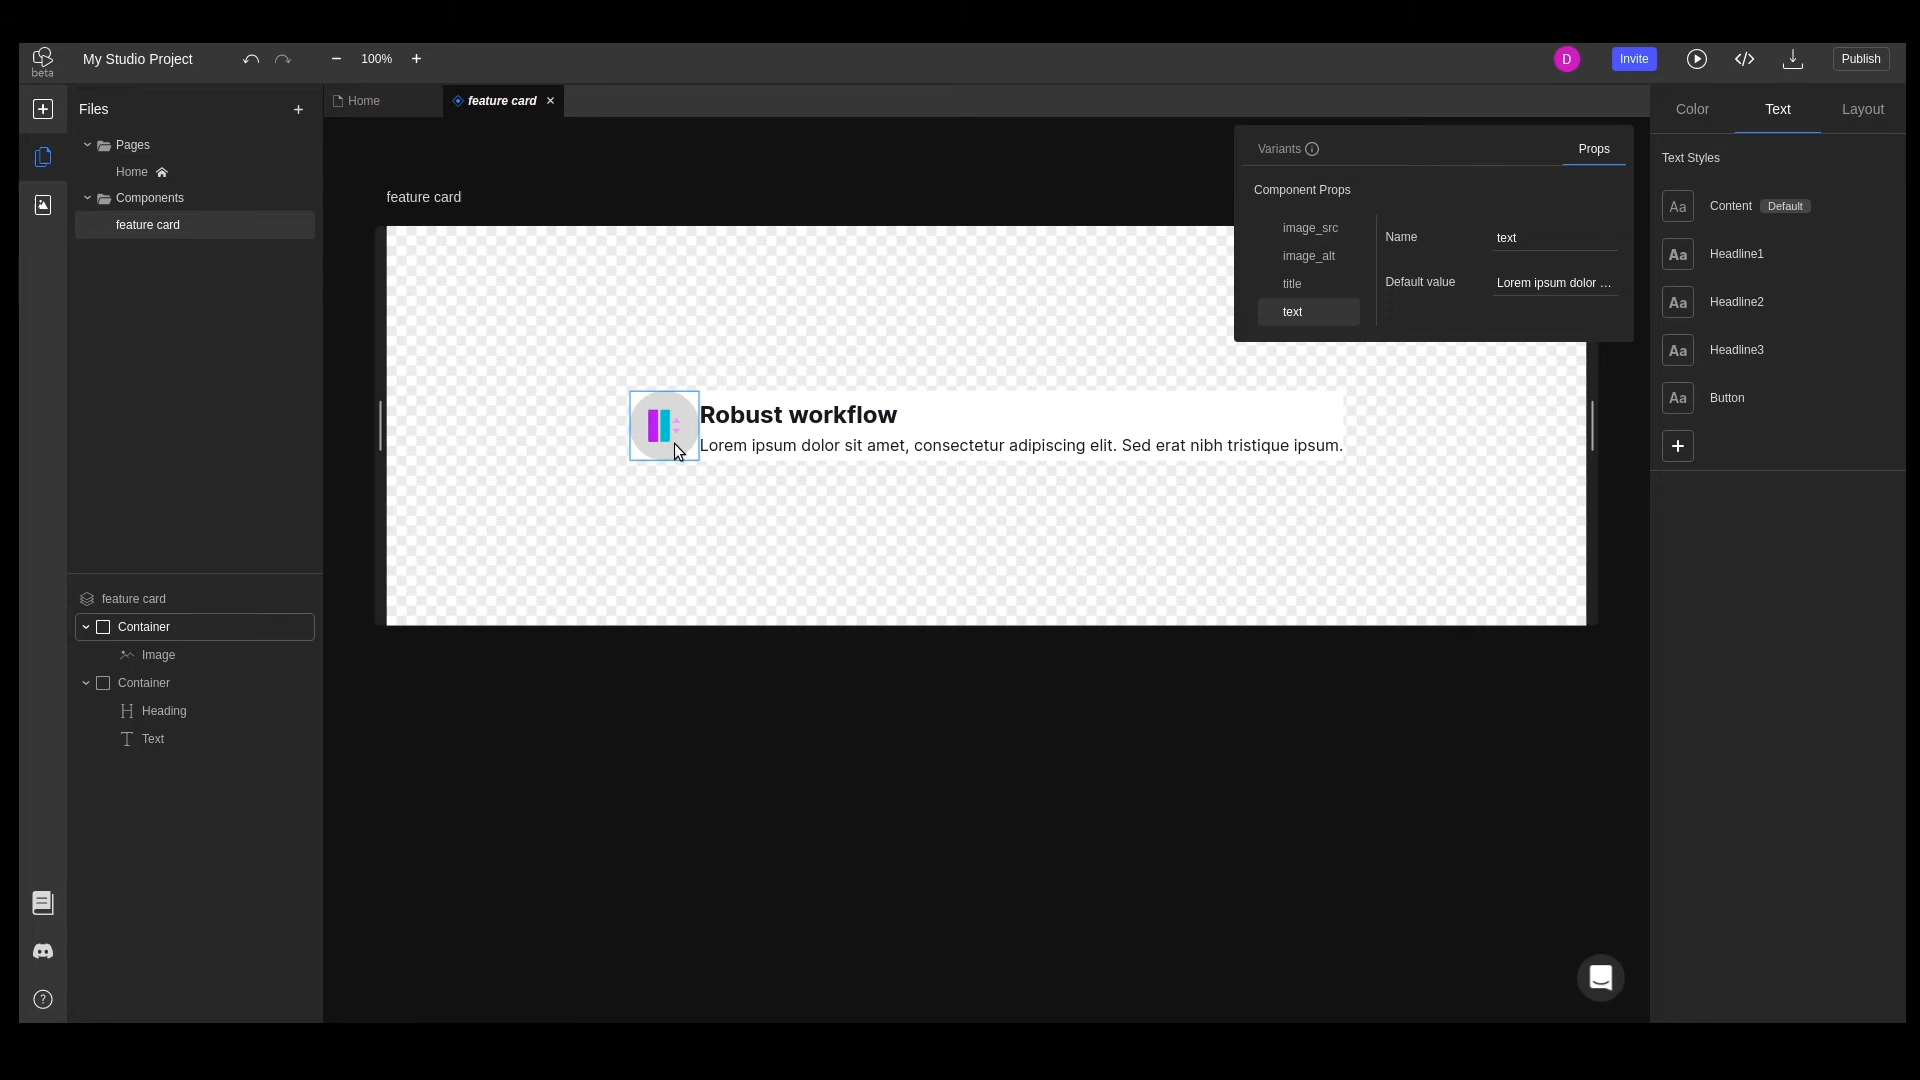 beta
My Studio Project
100%
D
Invite
Publish
Files
Pages
Home
Components
feature card
Home
feature card
feature card
Variants
Props
Component Props
image_src
image_alt
title
text
Name
text
Default value
Lorem ipsum dolor ...
Robust workflow
Lorem ipsum dolor sit amet, consectetur adipiscing elit. Sed erat nibh tristique ipsum.
feature card
Container
Image
Container
Heading
Text
Color
Text
Layout
Text Styles
Aa Content Default
Aa Headline1
Aa Headline2
Aa Headline3
Aa Button